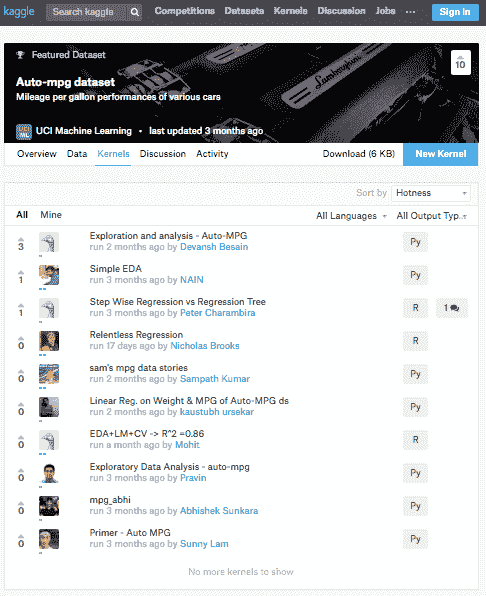 kaggle Search kaggle Competitions Datasets Kernels Discussion Jobs ••• Sign In
Featured Dataset 10
Auto-mpg dataset
Mileage per gallon performances of various cars
Lamborghini
UCI ML UCI Machine Learning • last updated 3 months ago
Overview Data Kernels Discussion Activity Download (6 KB) New Kernel
Sort by Hotness
All Mine All Languages All Output Typ...
Exploration and analysis - Auto-MPG
3 run 2 months ago by Devansh Besain Py
Simple EDA
1 run 3 months ago by NAIN Py
Step Wise Regression vs Regression Tree
1 run 3 months ago by Peter Charambira R 1
Relentless Regression
0 run 17 days ago by Nicholas Brooks R
sam's mpg data stories
0 run 2 months ago by Sampath Kumar Py
Linear Reg. on Weight & MPG of Auto-MPG ds
0 run 2 months ago by kaustubh ursekar Py
EDA+LM+CV -> R^2 =0.86
0 run a month ago by Mohit R
Exploratory Data Analysis - auto-mpg
0 run 3 months ago by Pravin Py
mpg_abhi
0 run 3 months ago by Abhishek Sunkara Py
Primer - Auto MPG
0 run 3 months ago by Sunny Lam Py
No more kernels to show